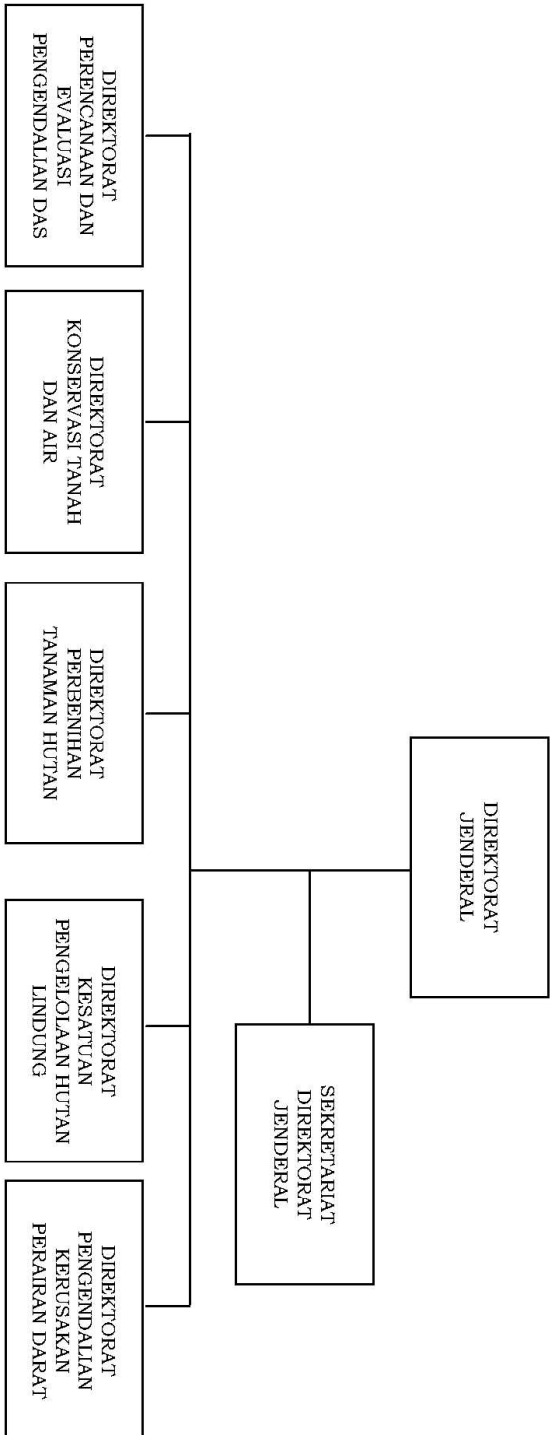 DIREKTORAT
JENDERAL
SEKRETARIAT
DIREKTORAT
JENDERAL
DIREKTORAT
PERENCANAAN DAN
EVALUASI
PENGENDALIAN DAS
DIREKTORAT
KONSERVASI TANAH
DAN AIR
DIREKTORAT
PERBENIHAN
TANAMAN HUTAN
DIREKTORAT
KESATUAN
PENGELOLAAN HUTAN
LINDUNG
DIREKTORAT
PENGENDALIAN
KERUSAKAN
PERAIRAN DARAT